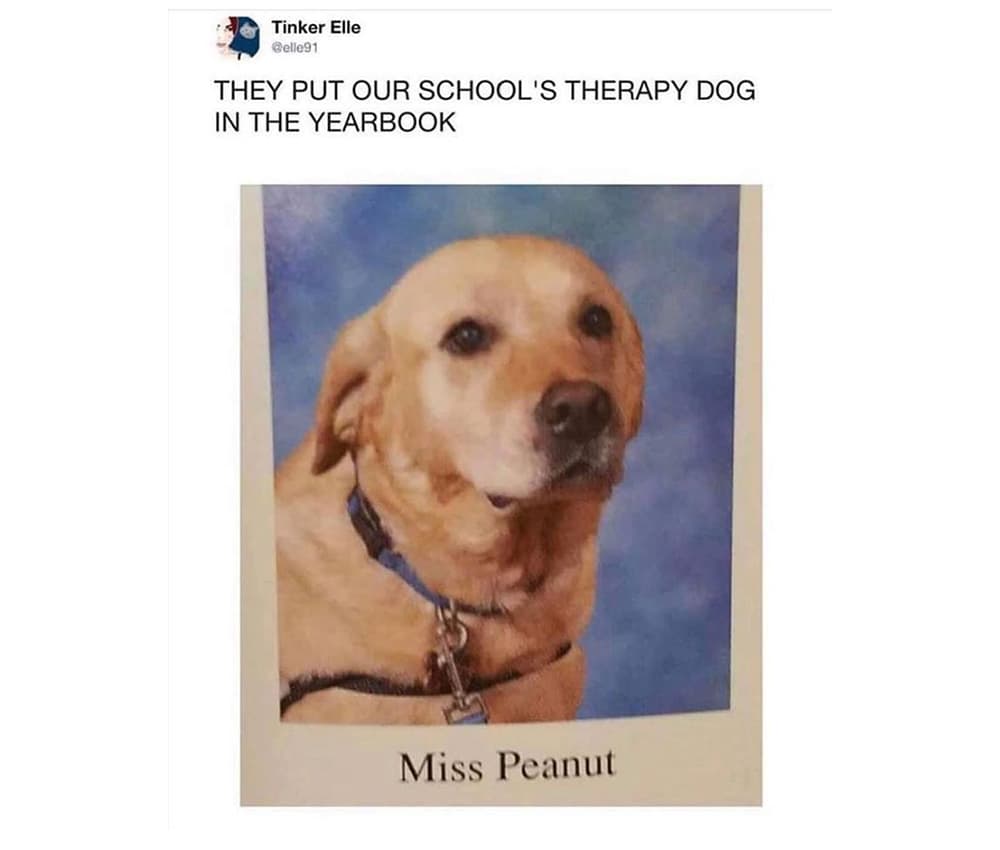 Tinker Elle
@elle91
THEY PUT OUR SCHOOL'S THERAPY DOG
IN THE YEARBOOK
Miss Peanut